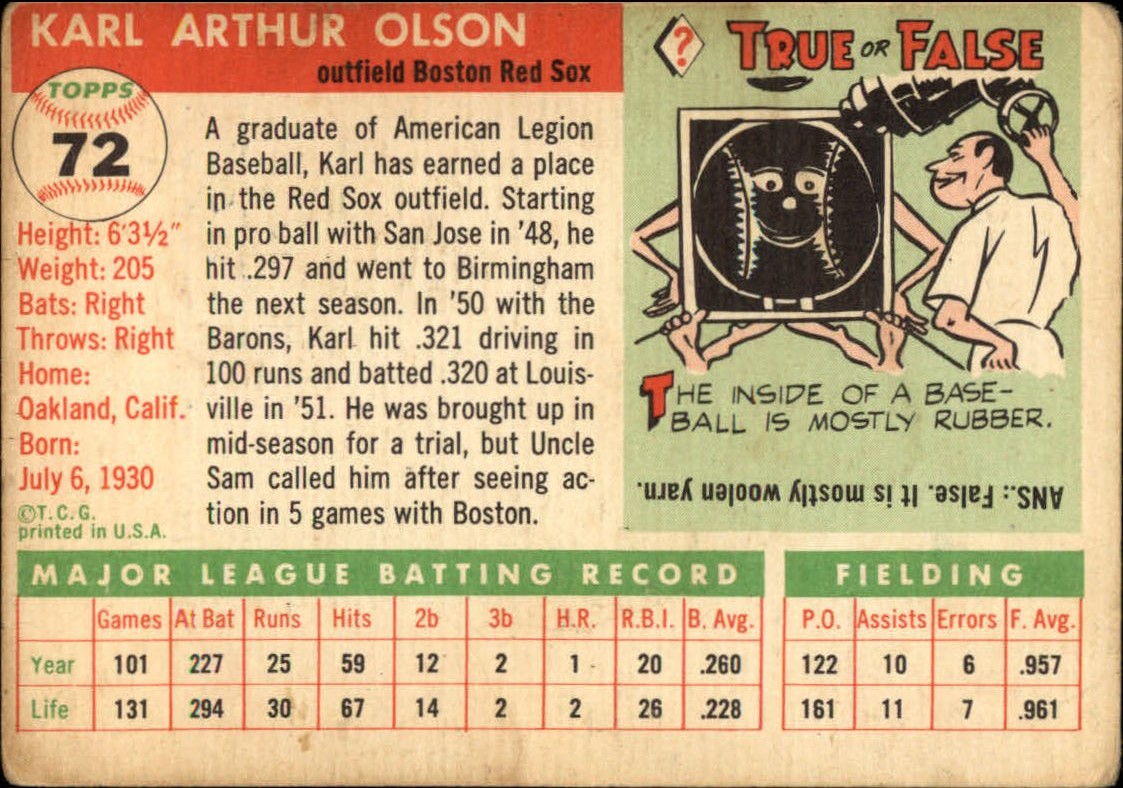 KARL ARTHUR OLSON
outfield Boston Red Sox
TOPPS
72
Height: 6'3½"
Weight: 205
Bats: Right
Throws: Right
Home:
Oakland, Calif.
Born:
July 6, 1930
©T.C.G.
printed in U.S.A.
A graduate of American Legion
Baseball, Karl has earned a place
in the Red Sox outfield. Starting
in pro ball with San Jose in '48, he
hit .297 and went to Birmingham
the next season. In '50 with the
Barons, Karl hit .321 driving in
100 runs and batted .320 at Louis-
ville in '51. He was brought up in
mid-season for a trial, but Uncle
Sam called him after seeing ac-
tion in 5 games with Boston.
? TRUE OR FALSE
THE INSIDE OF A BASE-
BALL IS MOSTLY RUBBER.
ANS.: False. It is mostly woolen yarn.
MAJOR LEAGUE BATTING RECORD
Games At Bat Runs Hits 2b 3b H.R. R.B.I. B. Avg.
Year 101 227 25 59 12 2 1 20 .260
Life 131 294 30 67 14 2 2 26 .228
FIELDING
P.O. Assists Errors F. Avg.
122 10 6 .957
161 11 7 .961